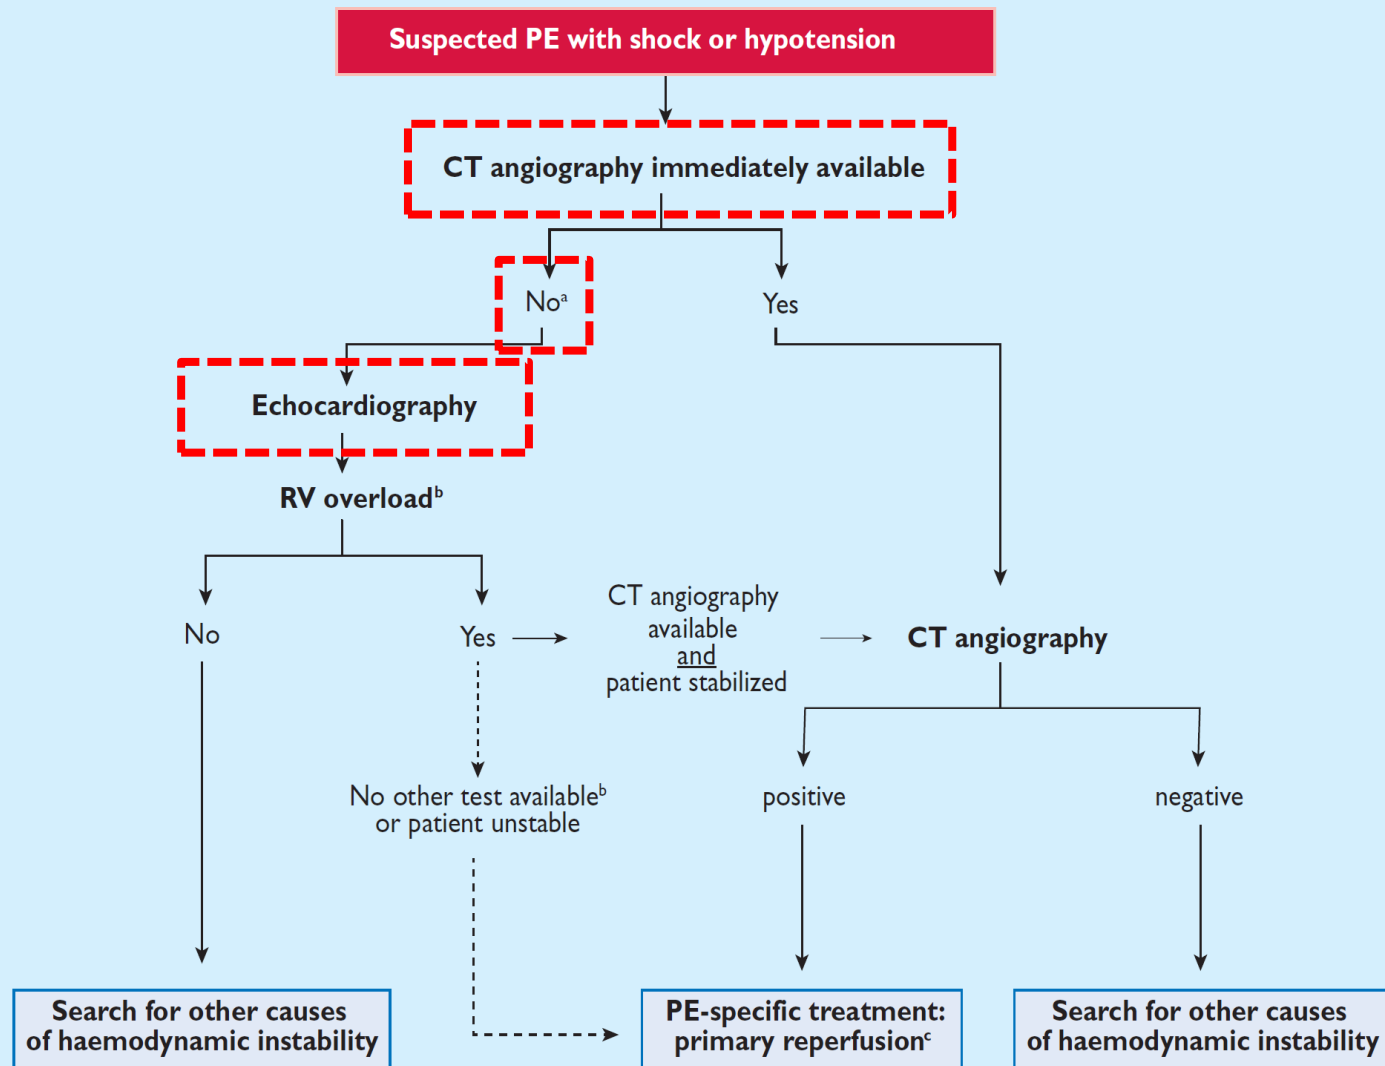 Suspected PE with shock or hypotension
CT angiography immediately available
Noᵃ
Yes
Echocardiography
RV overloadᵇ
No
Yes
CT angiography
available
and
patient stabilized
CT angiography
No other test availableᵇ
or patient unstable
positive
negative
Search for other causes
of haemodynamic instability
PE-specific treatment:
primary reperfusionᶜ
Search for other causes
of haemodynamic instability